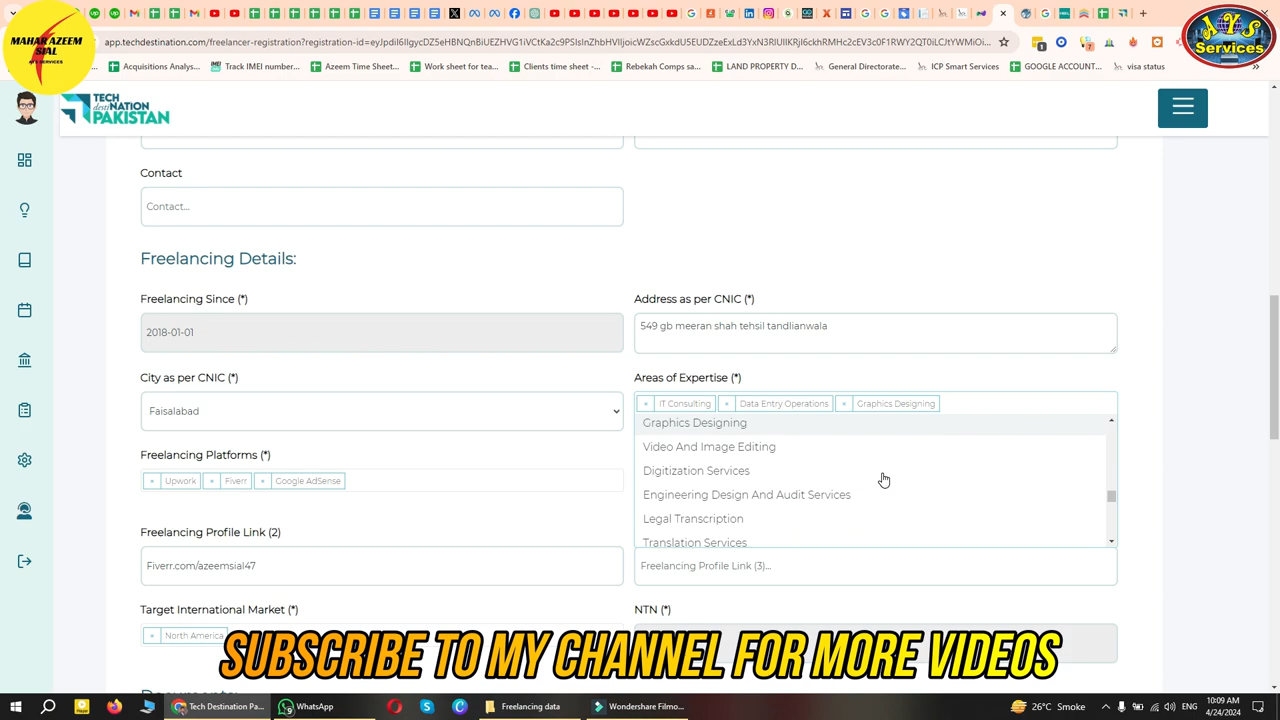 MAHAR AZEEM
SIAL
AYS SERVICES
AYS
Services
app.techdestination.com/freelancer-registration?registration-id=
Acquisitions Analys...
Track IMEI number...
Azeem Time Sheet...
Work sheet for tea...
Clients time sheet -...
Rebekah Comps sa...
LAND PROPERTY D...
General Directorate...
ICP Smart Services
GOOGLE ACCOUNT...
visa status
TECH
destiNATION
PAKISTAN
Contact
Contact...
Freelancing Details:
Freelancing Since (*)
Address as per CNIC (*)
2018-01-01
549 gb meeran shah tehsil tandlianwala
City as per CNIC (*)
Areas of Expertise (*)
Faisalabad
× IT Consulting × Data Entry Operations × Graphics Designing
Graphics Designing
Video And Image Editing
Digitization Services
Engineering Design And Audit Services
Legal Transcription
Translation Services
Freelancing Platforms (*)
× Upwork × Fiverr × Google AdSense
Freelancing Profile Link (2)
Fiverr.com/azeemsial47
Freelancing Profile Link (3)...
Target International Market (*)
NTN (*)
× North America
SUBSCRIBE TO MY CHANNEL FOR MORE VIDEOS
Tech Destination Pa...
WhatsApp
Freelancing data
Wondershare Filmo...
26°C Smoke
ENG
10:09 AM
4/24/2024